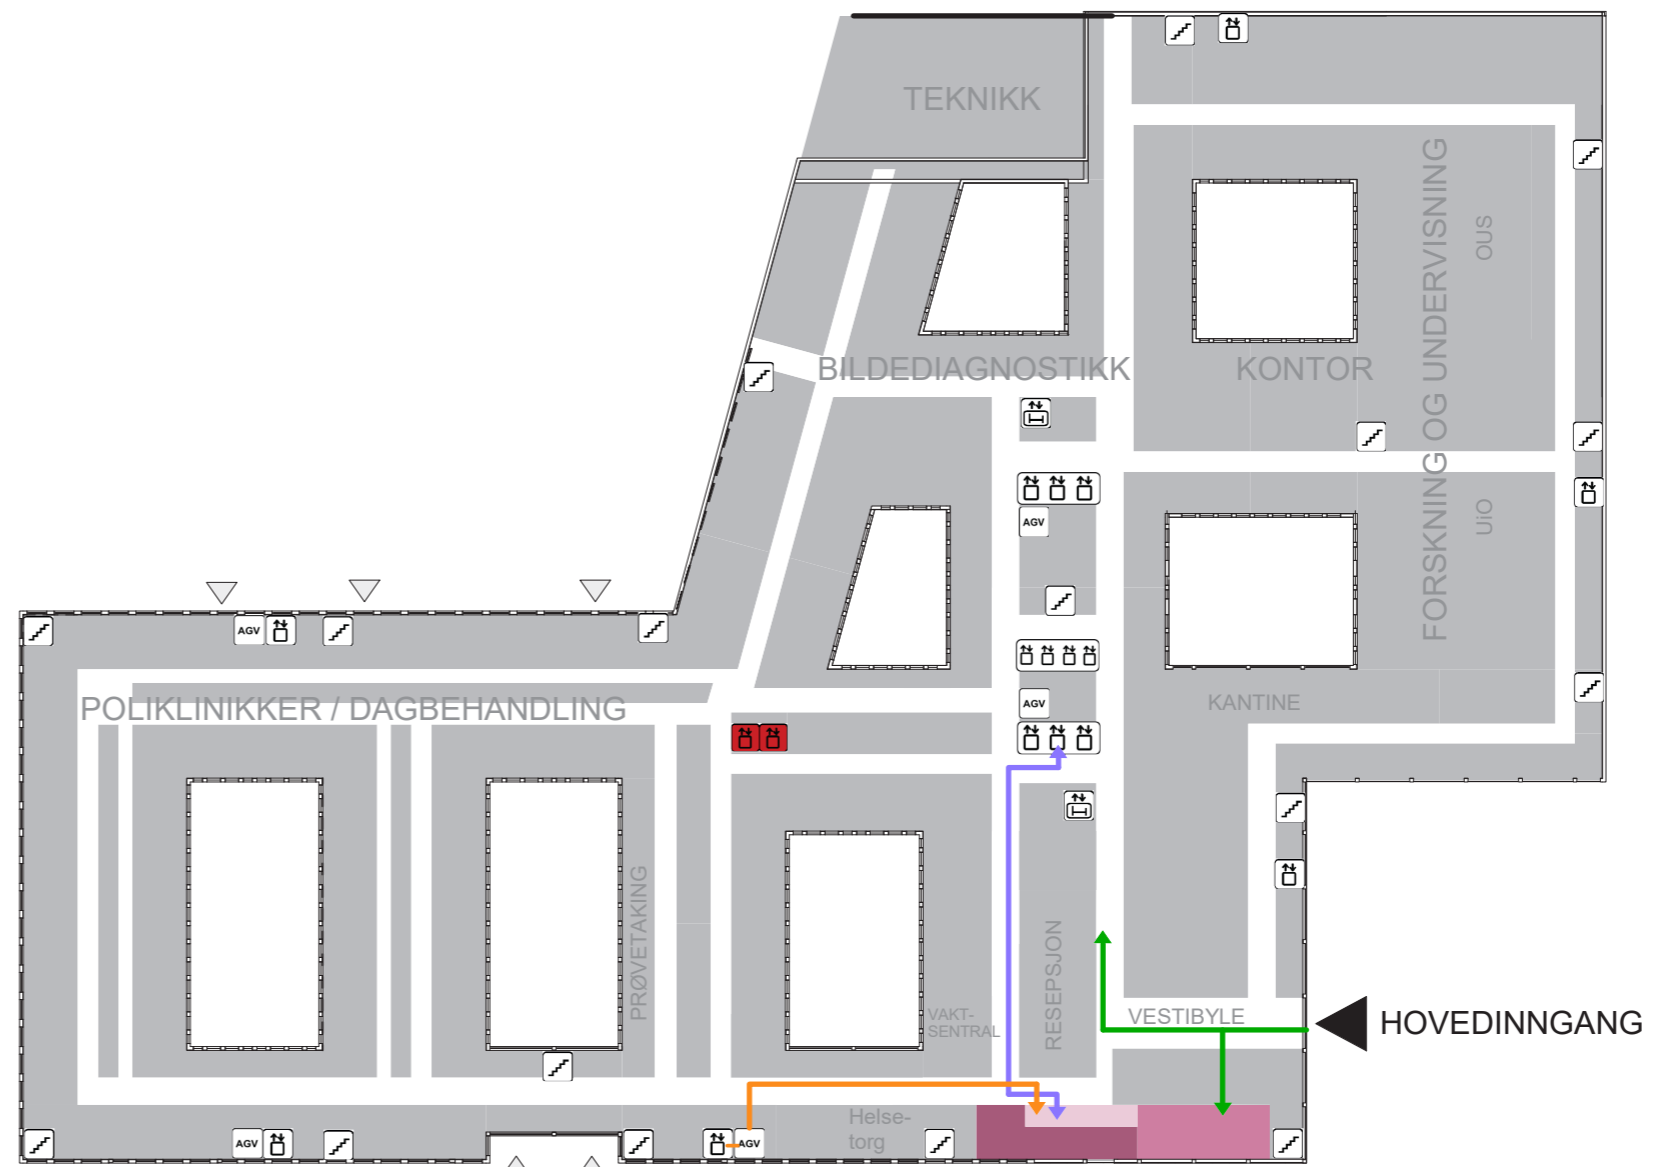 TEKNIKK
FORSKNING OG UNDERVISNING
OUS
BILDEDIAGNOSTIKK
KONTOR
UiO
AGV
AGV
POLIKLINIKKER / DAGBEHANDLING
AGV
KANTINE
PRØVETAKING
VAKT-
SENTRAL
RESEPSJON
VESTIBYLE
HOVEDINNGANG
Helse-
torg
AGV
AGV